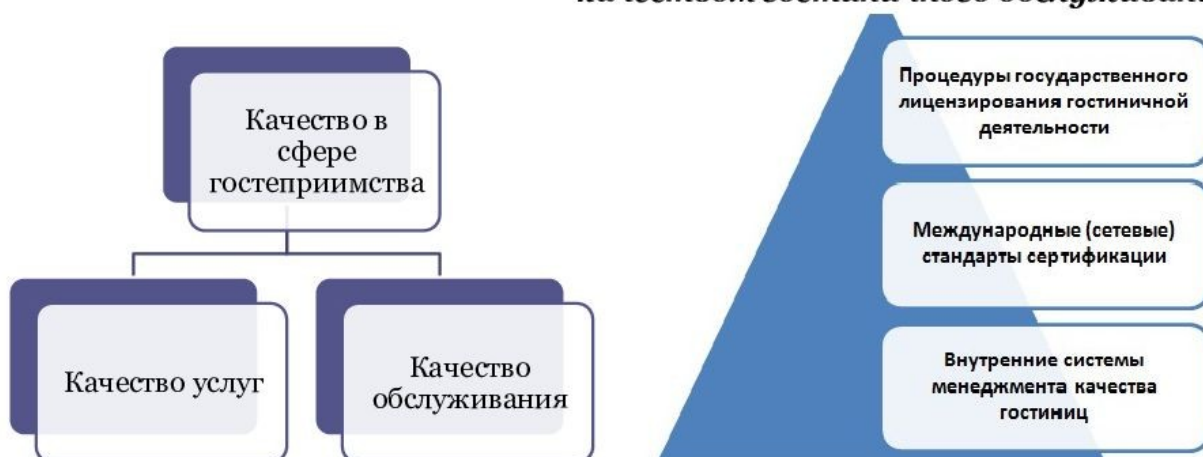 Качество в
сфере
гостеприимства
Качество услуг
Качество
обслуживания
Процедуры государственного
лицензирования гостиничной
деятельности
Международные (сетевые)
стандарты сертификации
Внутренние системы
менеджмента качества
гостиниц